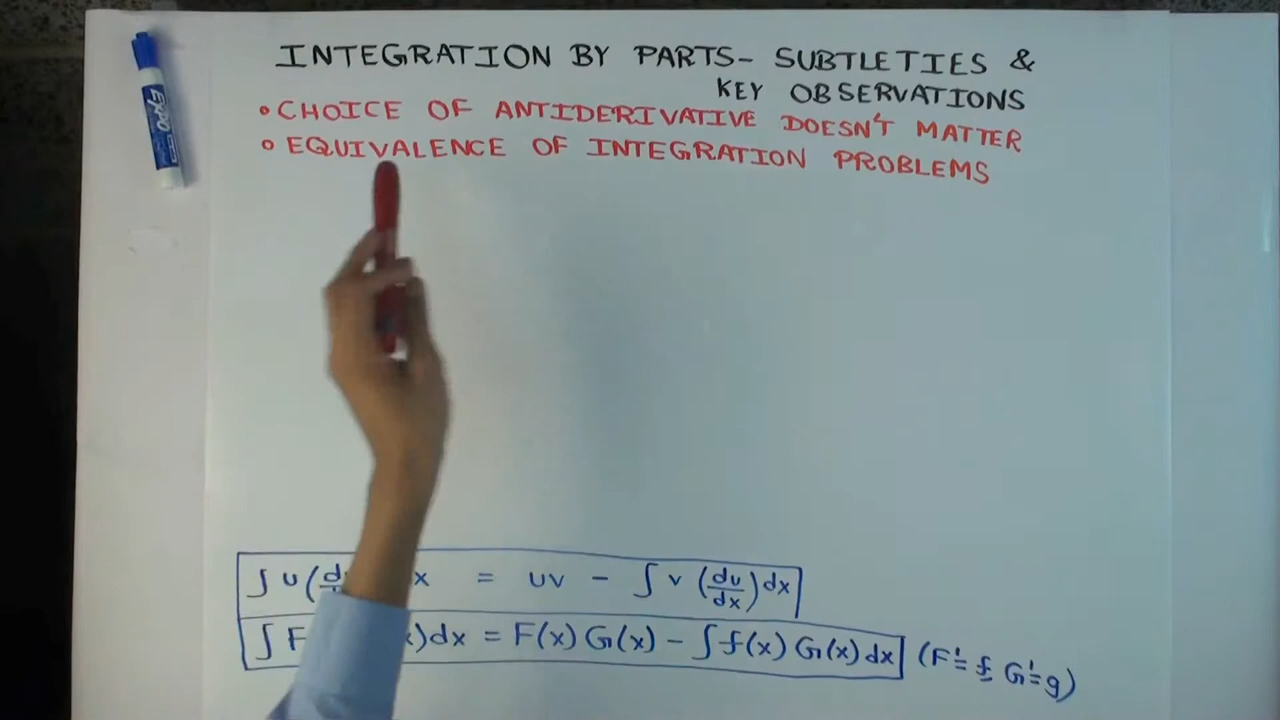 INTEGRATION BY PARTS- SUBTLETIES &
KEY OBSERVATIONS
• CHOICE OF ANTIDERIVATIVE DOESN'T MATTER
• EQUIVALENCE OF INTEGRATION PROBLEMS
EXPO
∫ u( x = uv - ∫ v (du/dx) dx
∫ F )dx = F(x) G(x) - ∫ f(x) G(x) dx (F'= f G'=g)